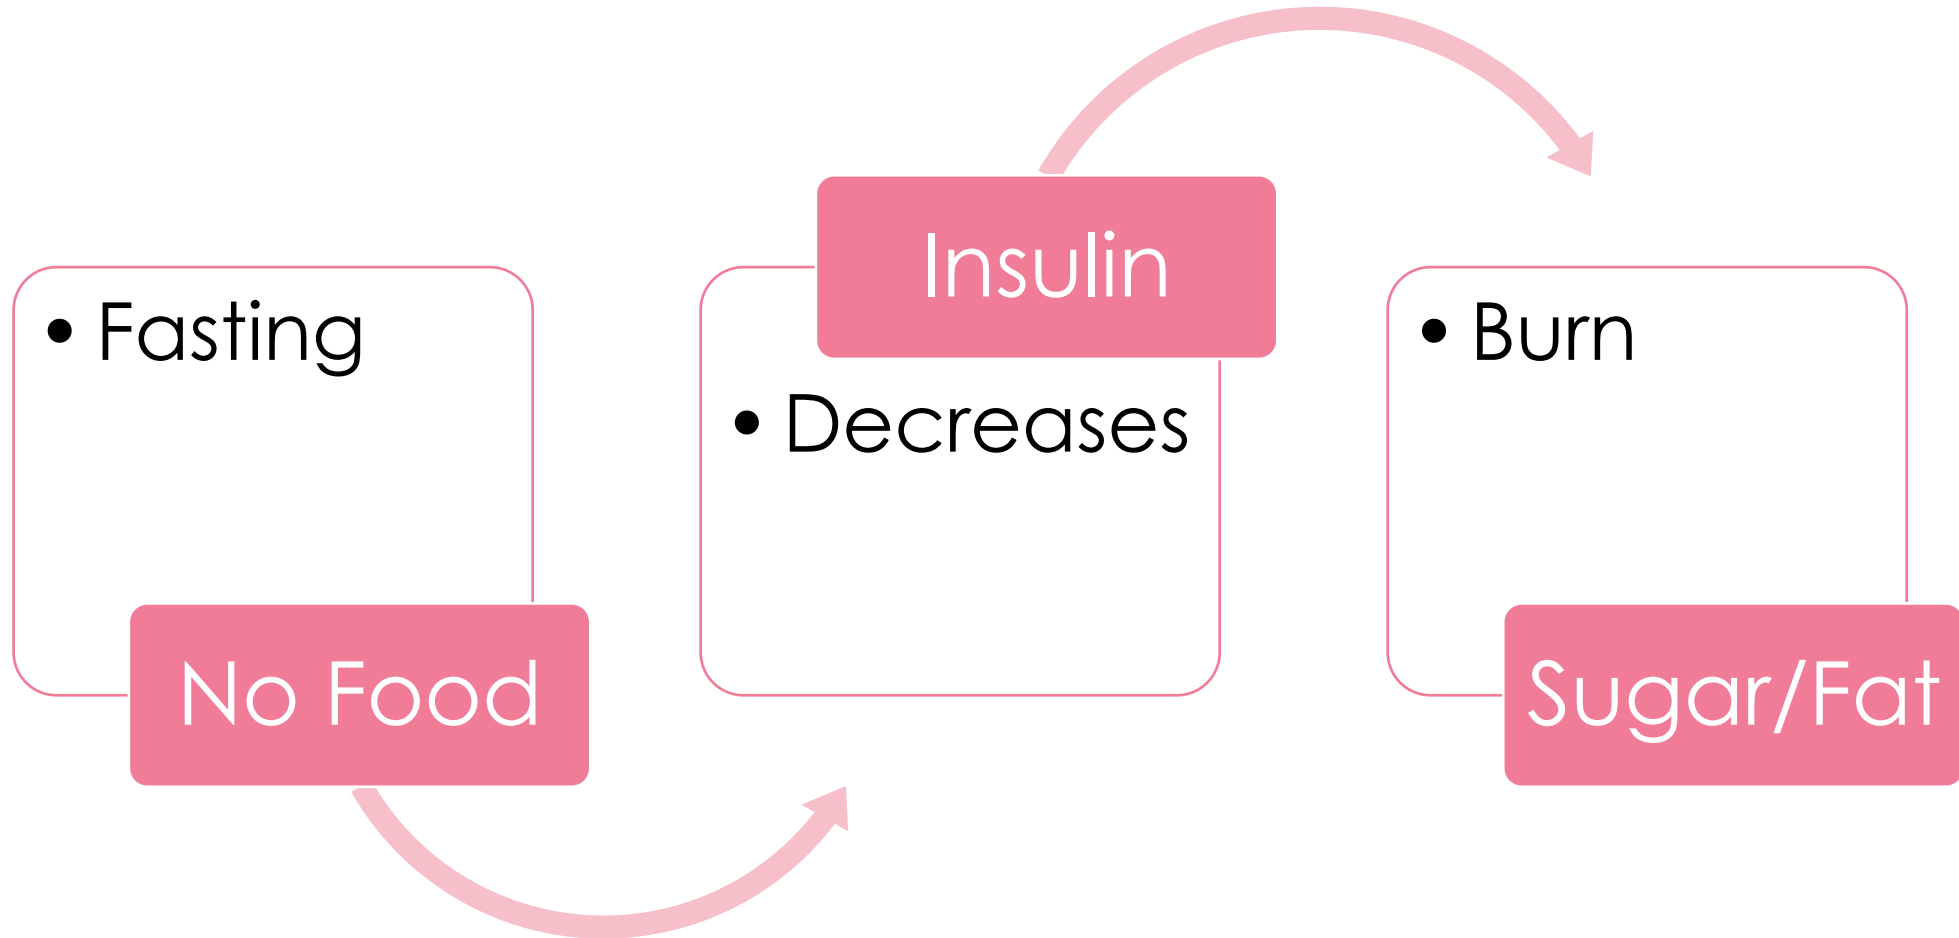 • Fasting
No Food
Insulin
• Decreases
• Burn
Sugar/Fat